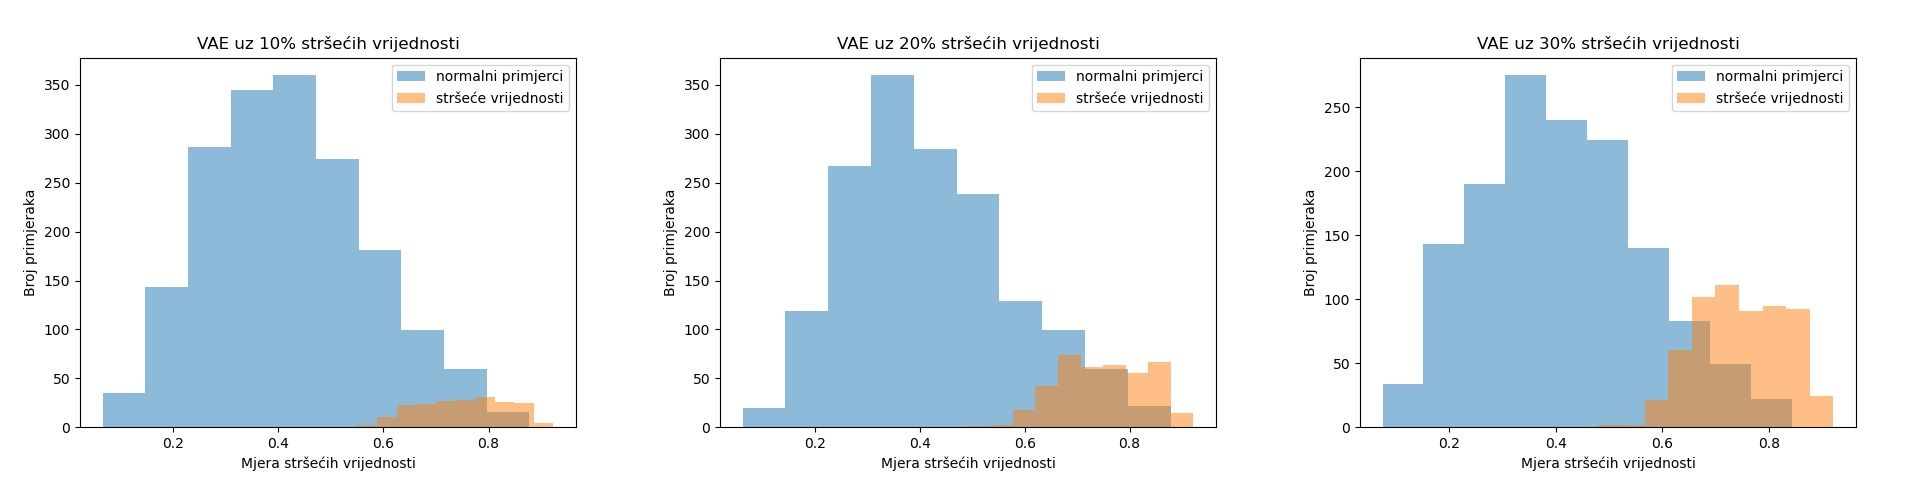 VAE uz 10% stršećih vrijednosti
normalni primjerci
stršeće vrijednosti
Broj primjeraka
350
300
250
200
150
100
50
0
0.2 0.4 0.6 0.8
Mjera stršećih vrijednosti
VAE uz 20% stršećih vrijednosti
normalni primjerci
stršeće vrijednosti
Broj primjeraka
350
300
250
200
150
100
50
0
0.2 0.4 0.6 0.8
Mjera stršećih vrijednosti
VAE uz 30% stršećih vrijednosti
normalni primjerci
stršeće vrijednosti
Broj primjeraka
250
200
150
100
50
0
0.2 0.4 0.6 0.8
Mjera stršećih vrijednosti